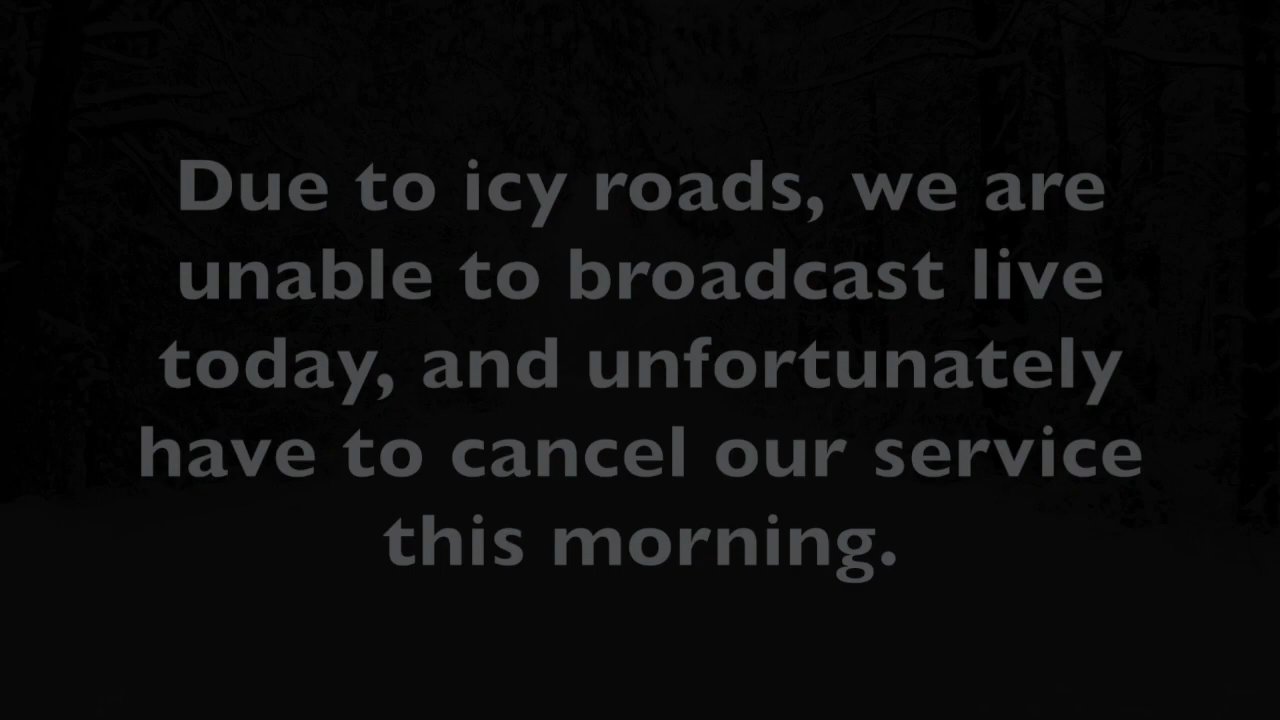 Due to icy roads, we are
unable to broadcast live
today, and unfortunately
have to cancel our service
this morning.